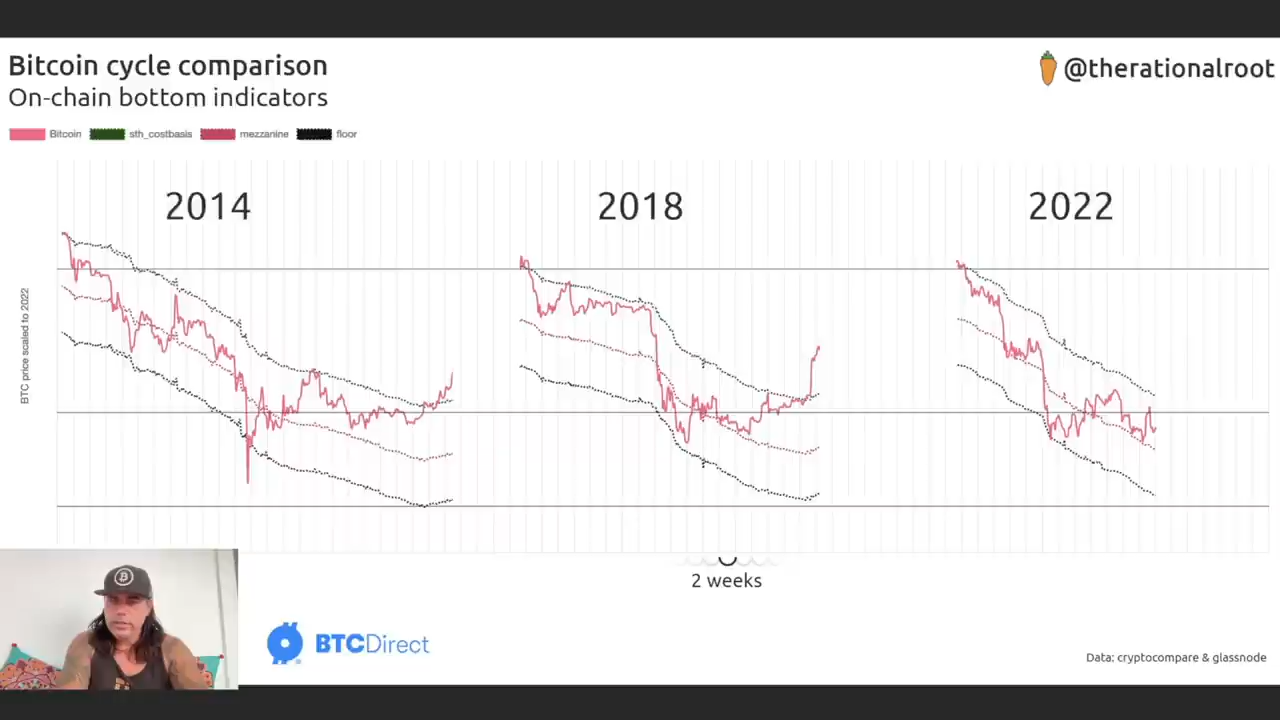 Bitcoin cycle comparison
On-chain bottom indicators
@therationalroot
Bitcoin sth_costbasis mezzanine floor
2014
2018
2022
BTC price scaled to 2022
2 weeks
BTCDirect
Data: cryptocompare & glassnode